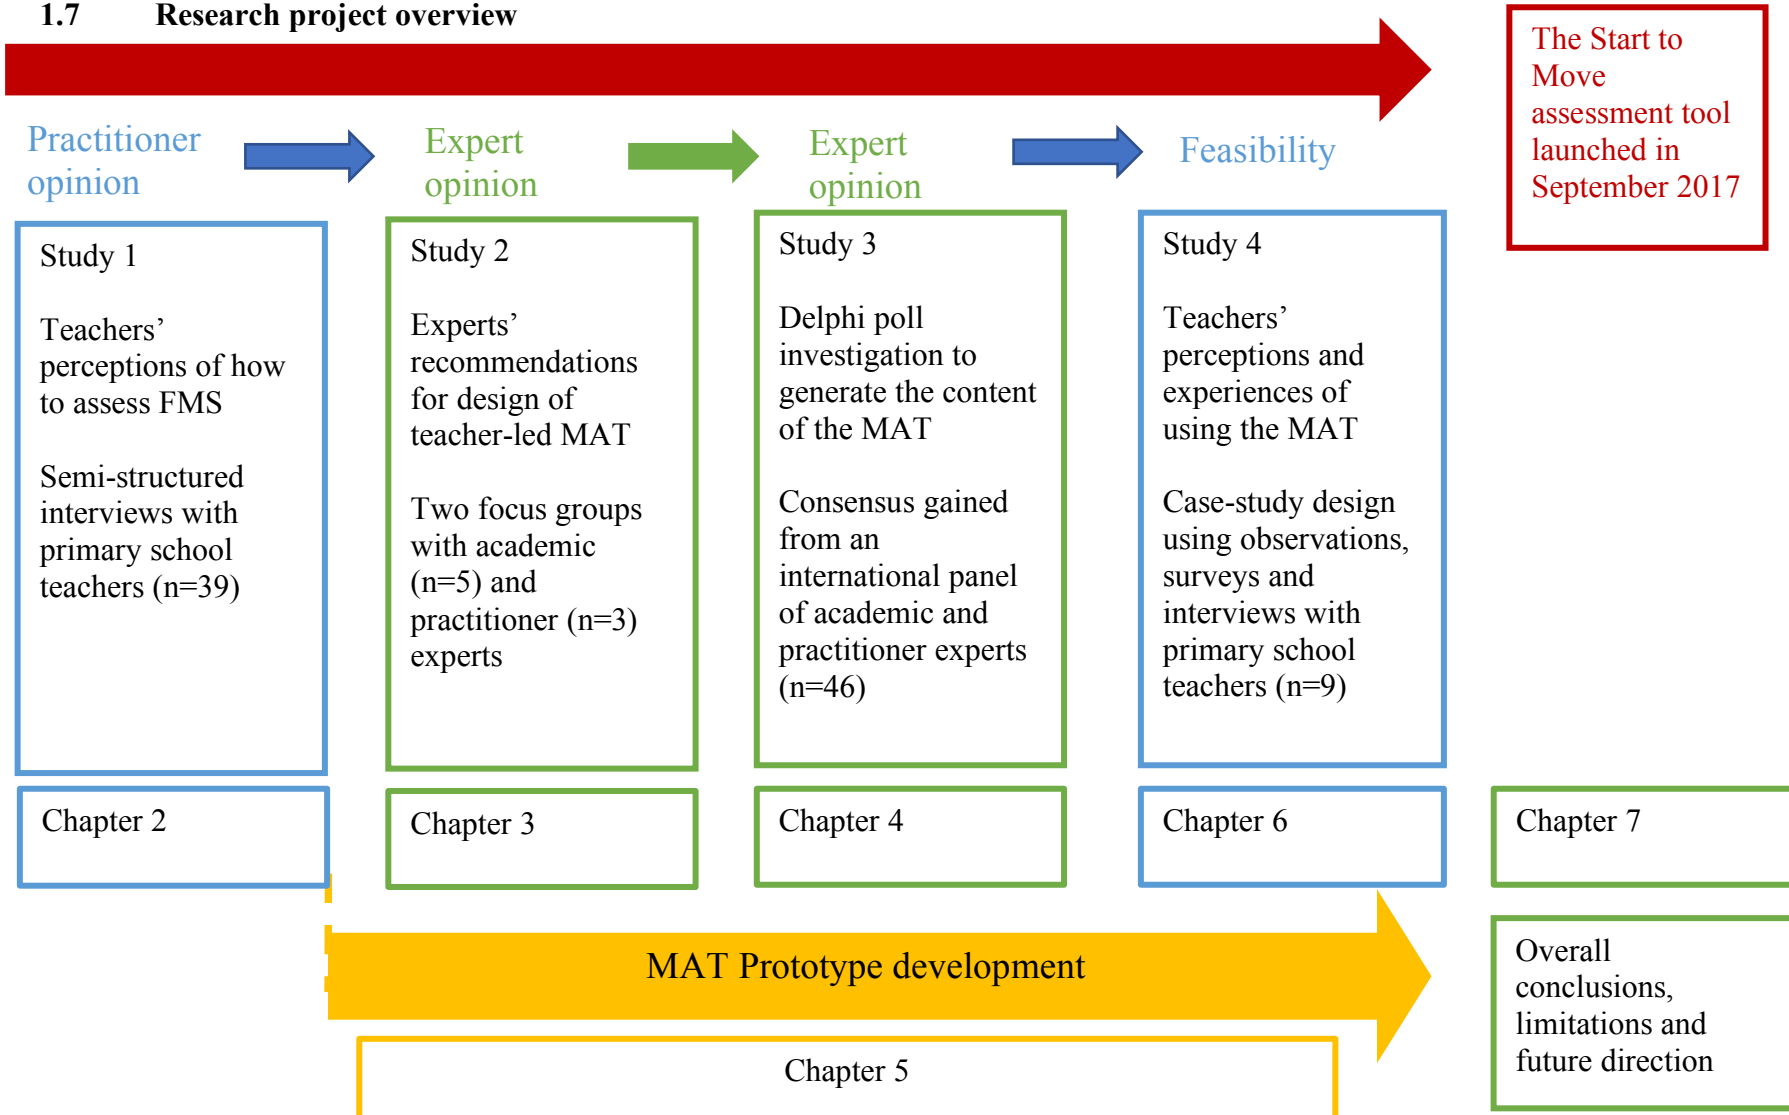 1.7 Research project overview
The Start to
Move
assessment tool
launched in
September 2017
Practitioner
opinion
Expert
opinion
Expert
opinion
Feasibility
Study 1
Teachers’
perceptions of how
to assess FMS
Semi-structured
interviews with
primary school
teachers (n=39)
Study 2
Experts’
recommendations
for design of
teacher-led MAT
Two focus groups
with academic
(n=5) and
practitioner (n=3)
experts
Study 3
Delphi poll
investigation to
generate the content
of the MAT
Consensus gained
from an
international panel
of academic and
practitioner experts
(n=46)
Study 4
Teachers’
perceptions and
experiences of
using the MAT
Case-study design
using observations,
surveys and
interviews with
primary school
teachers (n=9)
Chapter 2
Chapter 3
Chapter 4
Chapter 6
Chapter 7
MAT Prototype development
Chapter 5
Overall
conclusions,
limitations and
future direction